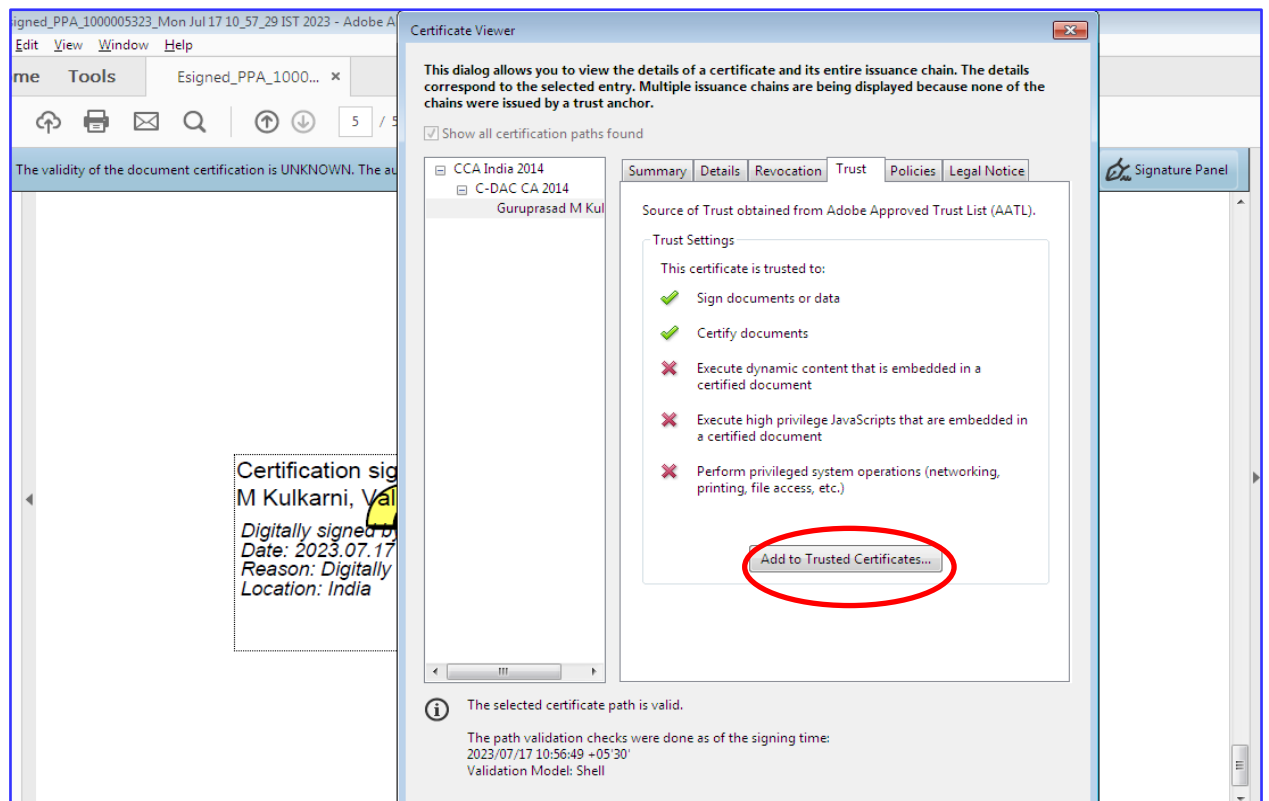 igned_PPA_1000005323_Mon Jul 17 10_57_29 IST 2023 - Adobe A
Edit View Window Help
me Tools Esigned_PPA_1000... ×
5 / 5
The validity of the document certification is UNKNOWN. The au
Signature Panel
Certification sig
M Kulkarni, Val
Digitally signed by
Date: 2023.07.17
Reason: Digitally
Location: India
Certificate Viewer
This dialog allows you to view the details of a certificate and its entire issuance chain. The details
correspond to the selected entry. Multiple issuance chains are being displayed because none of the
chains were issued by a trust anchor.
Show all certification paths found
CCA India 2014
C-DAC CA 2014
Guruprasad M Kul
Summary Details Revocation Trust Policies Legal Notice
Source of Trust obtained from Adobe Approved Trust List (AATL).
Trust Settings
This certificate is trusted to:
Sign documents or data
Certify documents
Execute dynamic content that is embedded in a
certified document
Execute high privilege JavaScripts that are embedded in
a certified document
Perform privileged system operations (networking,
printing, file access, etc.)
Add to Trusted Certificates...
The selected certificate path is valid.
The path validation checks were done as of the signing time:
2023/07/17 10:56:49 +05'30'
Validation Model: Shell